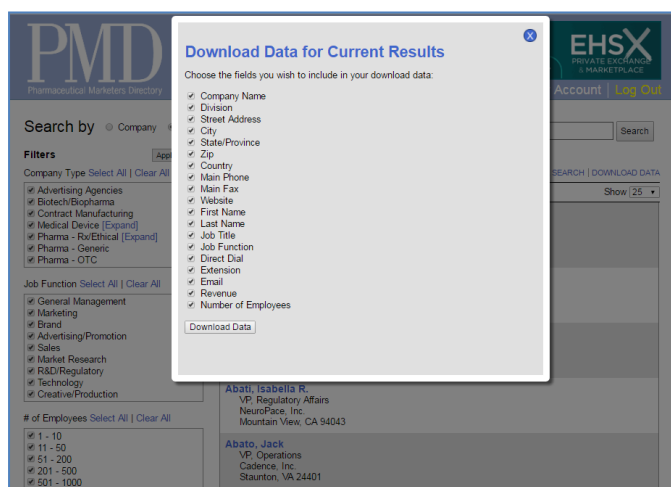 PMD
Pharmaceutical Marketers Directory
EHSX
PRIVATE EXCHANGE
& MARKETPLACE
Account | Log Out
X
Download Data for Current Results
Choose the fields you wish to include in your download data:
Company Name
Division
Street Address
City
State/Province
Zip
Country
Main Phone
Main Fax
Website
First Name
Last Name
Job Title
Job Function
Direct Dial
Extension
Email
Revenue
Number of Employees
Download Data
Search by Company
Search
Filters
Company Type Select All | Clear All
Advertising Agencies
Biotech/Biopharma
Contract Manufacturing
Medical Device [Expand]
Pharma - Rx/Ethical [Expand]
Pharma - Generic
Pharma - OTC
Job Function Select All | Clear All
General Management
Marketing
Brand
Advertising/Promotion
Sales
Market Research
R&D/Regulatory
Technology
Creative/Production
# of Employees Select All | Clear All
1 - 10
11 - 50
51 - 200
201 - 500
501 - 1000
SEARCH | DOWNLOAD DATA
Show 25
Abati, Isabella R.
VP, Regulatory Affairs
NeuroPace, Inc.
Mountain View, CA 94043
Abato, Jack
VP, Operations
Cadence, Inc.
Staunton, VA 24401